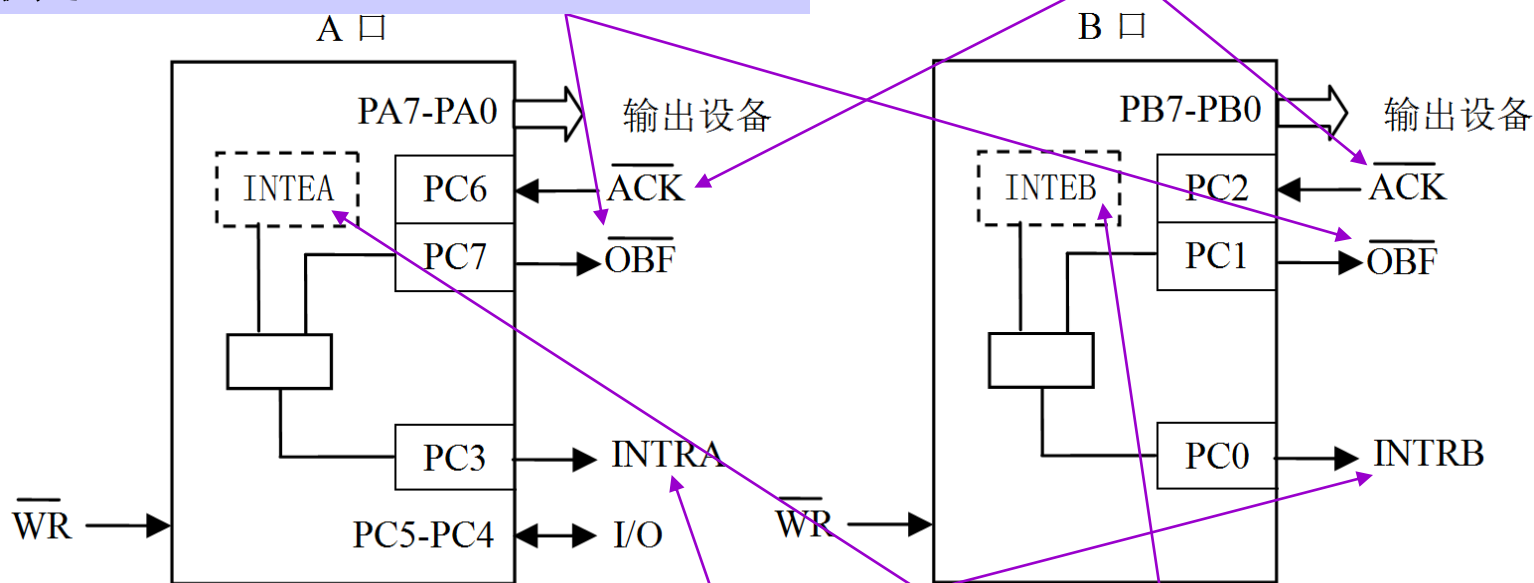 A 口
PA7-PA0
输出设备
INTEA
PC6
ACK
PC7
OBF
PC3
INTRA
WR
PC5-PC4
I/O
B 口
PB7-PB0
输出设备
INTEB
PC2
ACK
PC1
OBF
PC0
INTRB
WR